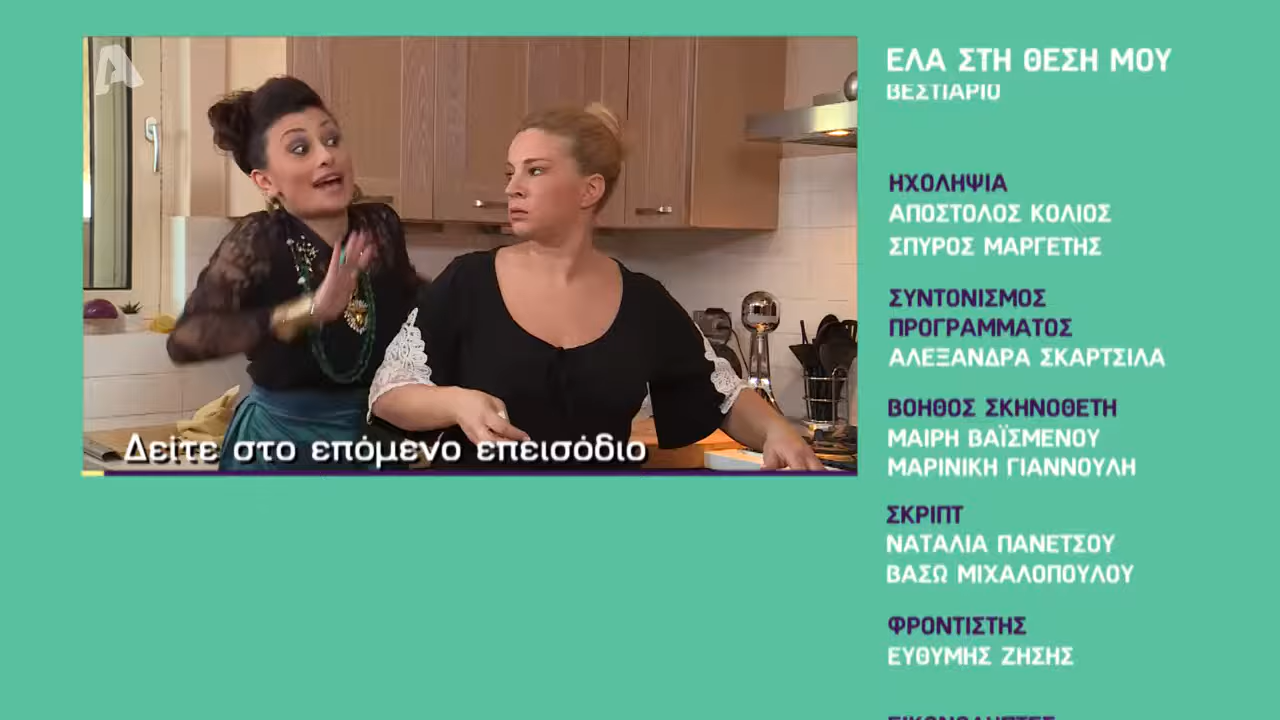 Δείτε στο επόμενο επεισόδιο
ΕΛΑ ΣΤΗ ΘΕΣΗ ΜΟΥ
ΒΕΣΤΙΑΡΙΟ
ΗΧΟΛΗΨΙΑ
ΑΠΟΣΤΟΛΟΣ ΚΟΛΙΟΣ
ΣΠΥΡΟΣ ΜΑΡΓΕΤΗΣ
ΣΥΝΤΟΝΙΣΜΟΣ
ΠΡΟΓΡΑΜΜΑΤΟΣ
ΑΛΕΞΑΝΔΡΑ ΣΚΑΡΤΣΙΛΑ
ΒΟΗΘΟΣ ΣΚΗΝΟΘΕΤΗ
ΜΑΙΡΗ ΒΑΪΣΜΕΝΟΥ
ΜΑΡΙΝΙΚΗ ΓΙΑΝΝΟΥΛΗ
ΣΚΡΙΠΤ
ΝΑΤΑΛΙΑ ΠΑΝΕΤΣΟΥ
ΒΑΣΩ ΜΙΧΑΛΟΠΟΥΛΟΥ
ΦΡΟΝΤΙΣΤΗΣ
ΕΥΘΥΜΗΣ ΖΗΣΗΣ